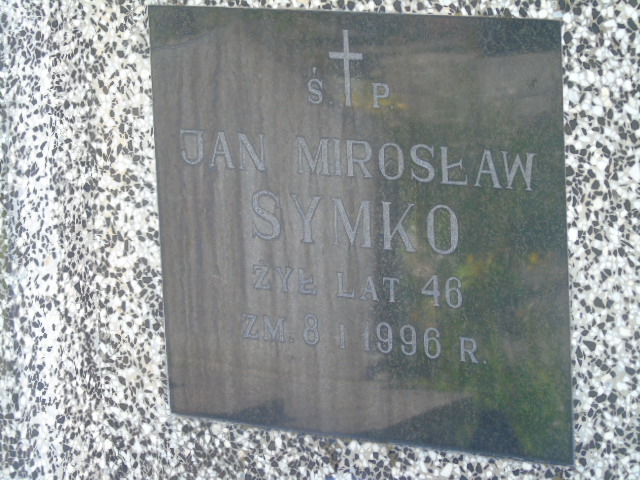 Ś. P.
JAN MIROSŁAW
SYMKO
ŻYŁ LAT 46
ZM. 8 I 1996 R.